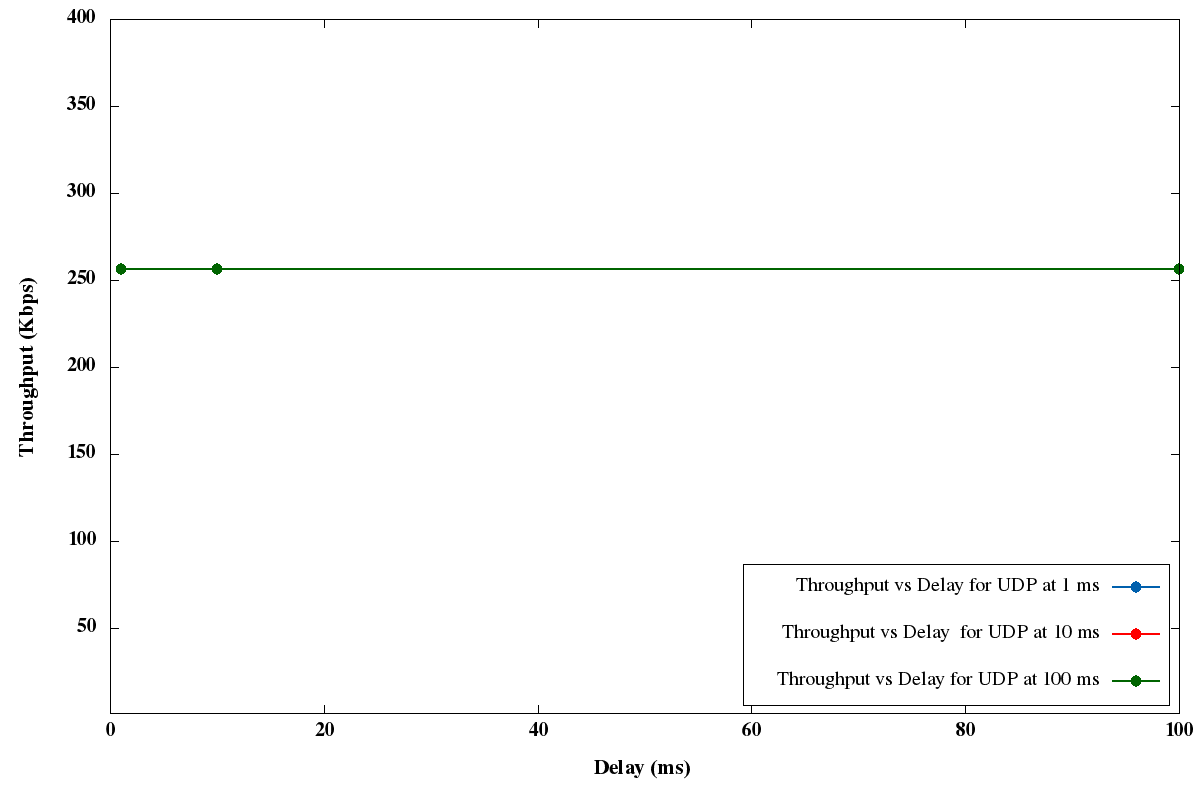 400
350
300
250
200
150
100
50
Throughput (Kbps)
Throughput vs Delay for UDP at 1 ms
Throughput vs Delay  for UDP at 10 ms
Throughput vs Delay for UDP at 100 ms
0 20 40 60 80 100
Delay (ms)